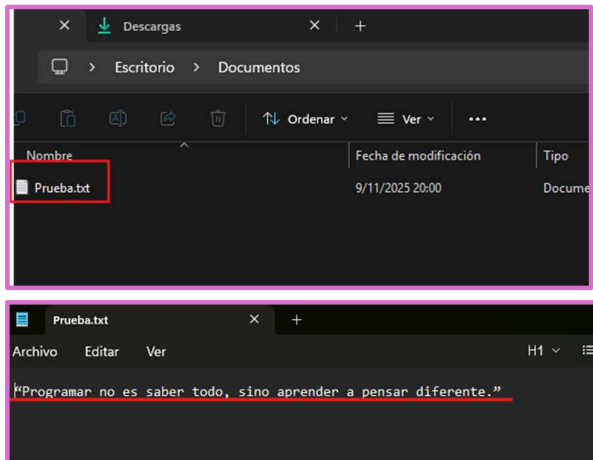 Descargas
Escritorio > Documentos
Ordenar Ver
Nombre Fecha de modificación Tipo
Prueba.txt 9/11/2025 20:00 Docume
Prueba.txt
Archivo Editar Ver H1
“Programar no es saber todo, sino aprender a pensar diferente.”